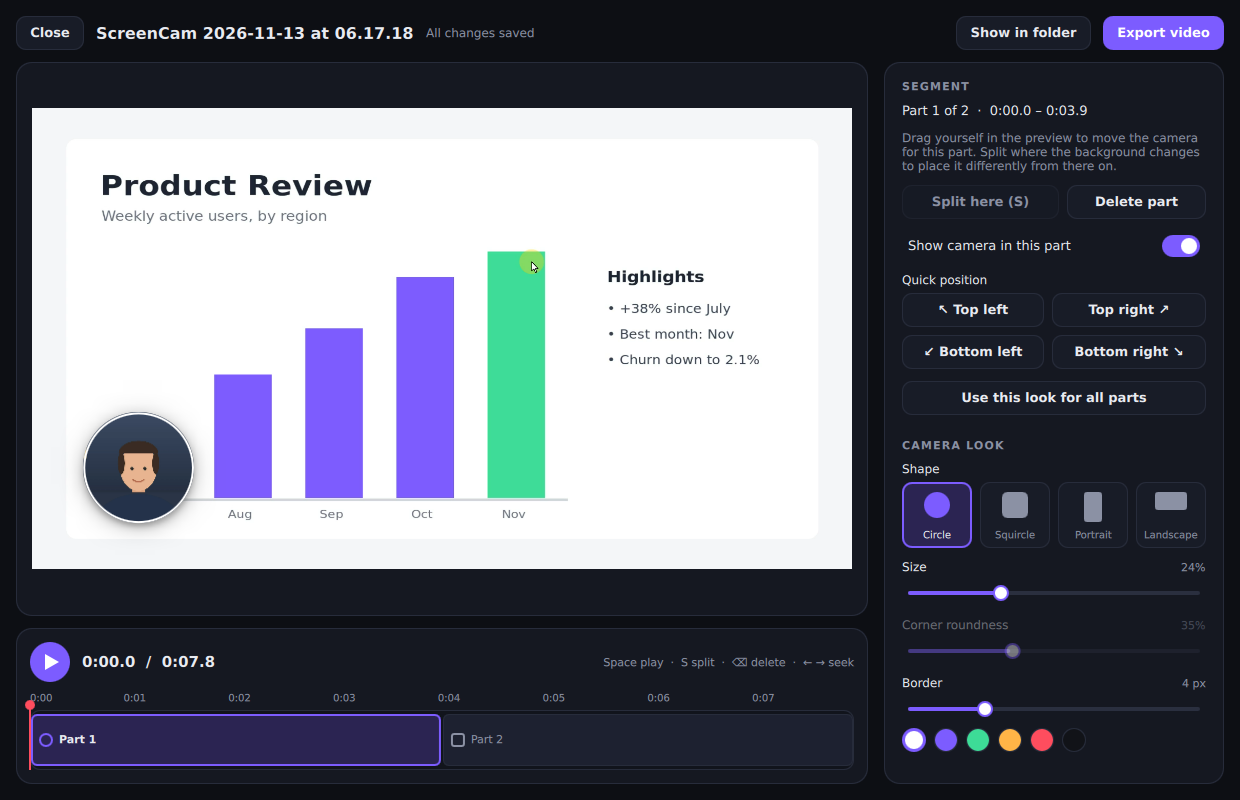 Close
ScreenCam 2026-11-13 at 06.17.18
All changes saved
Show in folder
Export video
Product Review
Weekly active users, by region
Highlights
• +38% since July
• Best month: Nov
• Churn down to 2.1%
Aug
Sep
Oct
Nov
0:00.0 / 0:07.8
Space play · S split · ⌫ delete · ← → seek
0:00
0:01
0:02
0:03
0:04
0:05
0:06
0:07
Part 1
Part 2
SEGMENT
Part 1 of 2 · 0:00.0 – 0:03.9
Drag yourself in the preview to move the camera
for this part. Split where the background changes
to place it differently from there on.
Split here (S)
Delete part
Show camera in this part
Quick position
↖ Top left
Top right ↗
↙ Bottom left
Bottom right ↘
Use this look for all parts
CAMERA LOOK
Shape
Circle
Squircle
Portrait
Landscape
Size
24%
Corner roundness
35%
Border
4 px